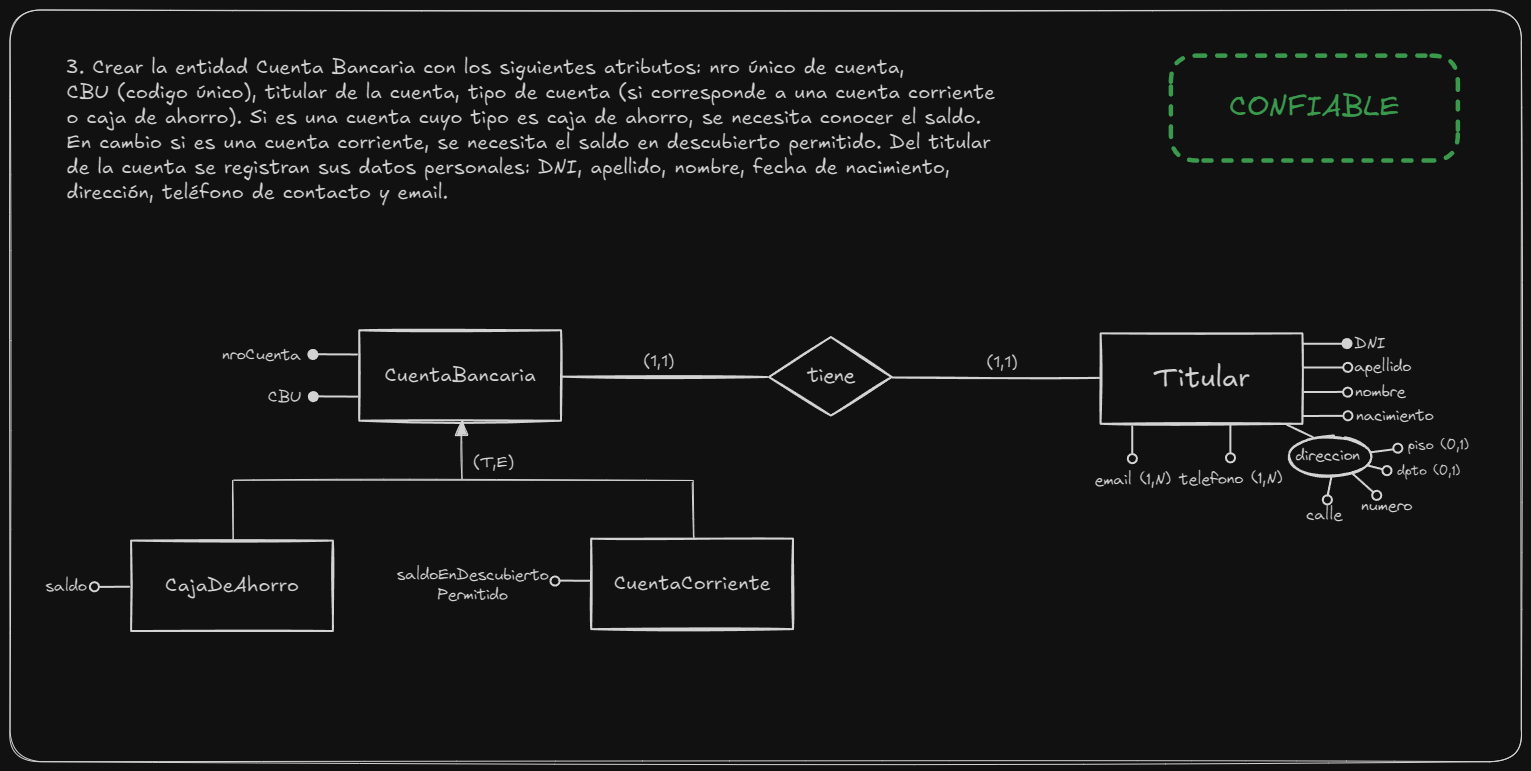 3. Crear la entidad Cuenta Bancaria con los siguientes atributos: nro único de cuenta,
CBU (codigo único), titular de la cuenta, tipo de cuenta (si corresponde a una cuenta corriente
o caja de ahorro). Si es una cuenta cuyo tipo es caja de ahorro, se necesita conocer el saldo.
En cambio si es una cuenta corriente, se necesita el saldo en descubierto permitido. Del titular
de la cuenta se registran sus datos personales: DNI, apellido, nombre, fecha de nacimiento,
dirección, teléfono de contacto y email.
CONFIABLE
nroCuenta
CBU
CuentaBancaria
(1,1)
tiene
(1,1)
Titular
DNI
apellido
nombre
nacimiento
direccion
piso (0,1)
dpto (0,1)
numero
calle
email (1,N)
telefono (1,N)
(T,E)
saldo
CajaDeAhorro
saldoEnDescubierto
Permitido
CuentaCorriente